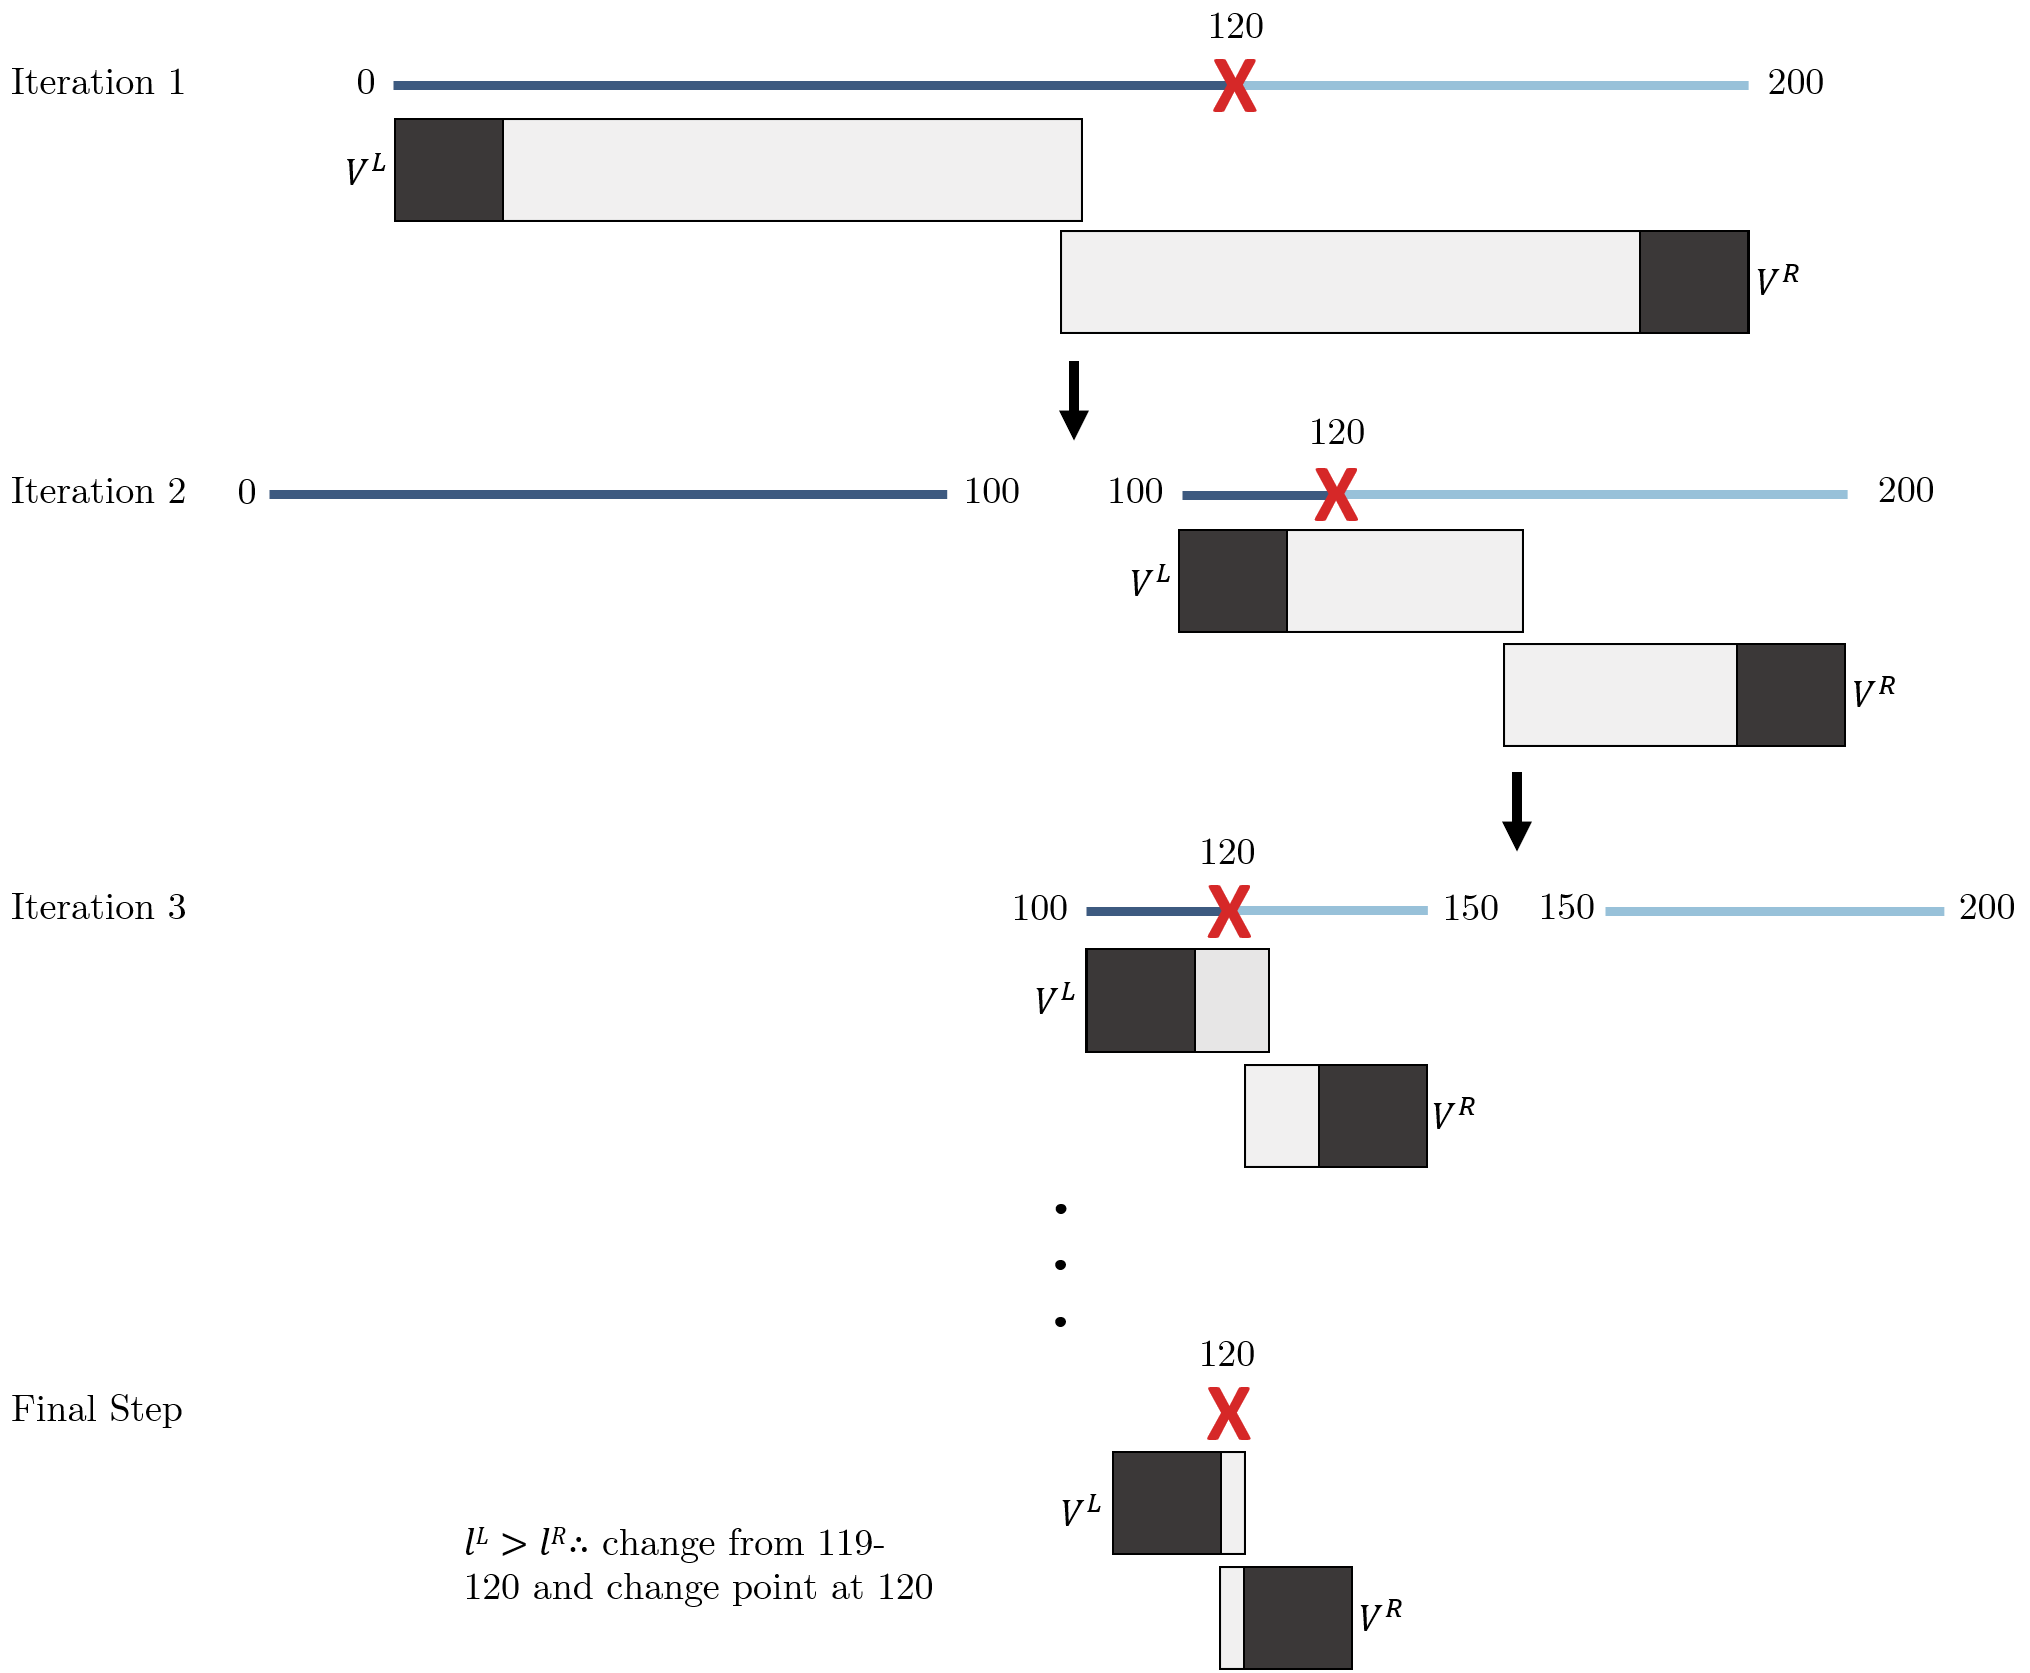 120
Iteration 1 0 200
V^L
V^R
120
Iteration 2 0 100 100 200
V^L
V^R
120
Iteration 3 100 150 150 200
V^L
V^R
120
Final Step
V^L
l^L > l^R ∴ change from 119-
120 and change point at 120
V^R